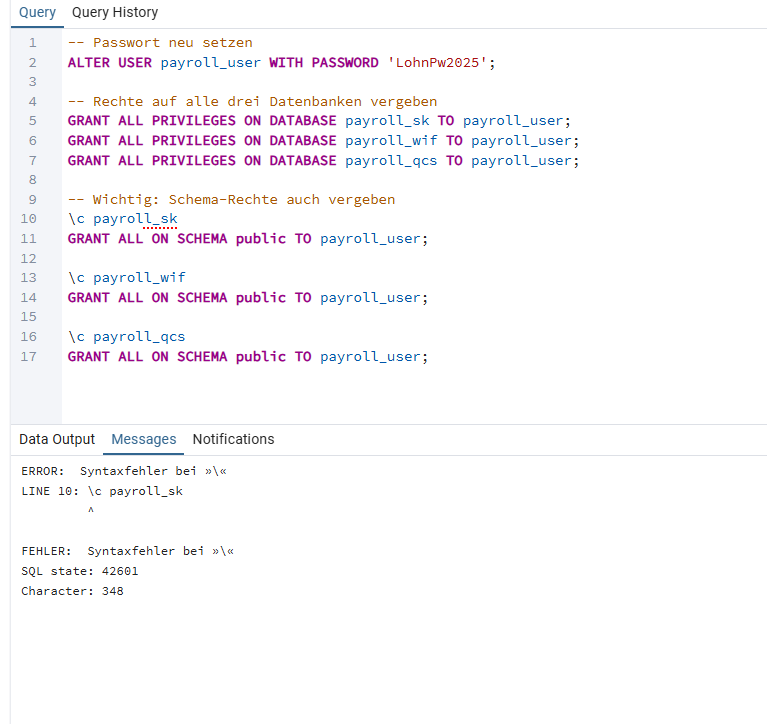 Query Query History
1 -- Passwort neu setzen
2 ALTER USER payroll_user WITH PASSWORD 'LohnPw2025';
3
4 -- Rechte auf alle drei Datenbanken vergeben
5 GRANT ALL PRIVILEGES ON DATABASE payroll_sk TO payroll_user;
6 GRANT ALL PRIVILEGES ON DATABASE payroll_wif TO payroll_user;
7 GRANT ALL PRIVILEGES ON DATABASE payroll_qcs TO payroll_user;
8
9 -- Wichtig: Schema-Rechte auch vergeben
10 \c payroll_sk
11 GRANT ALL ON SCHEMA public TO payroll_user;
12
13 \c payroll_wif
14 GRANT ALL ON SCHEMA public TO payroll_user;
15
16 \c payroll_qcs
17 GRANT ALL ON SCHEMA public TO payroll_user;
Data Output Messages Notifications
ERROR:  Syntaxfehler bei »\«
LINE 10: \c payroll_sk
^
FEHLER:  Syntaxfehler bei »\«
SQL state: 42601
Character: 348